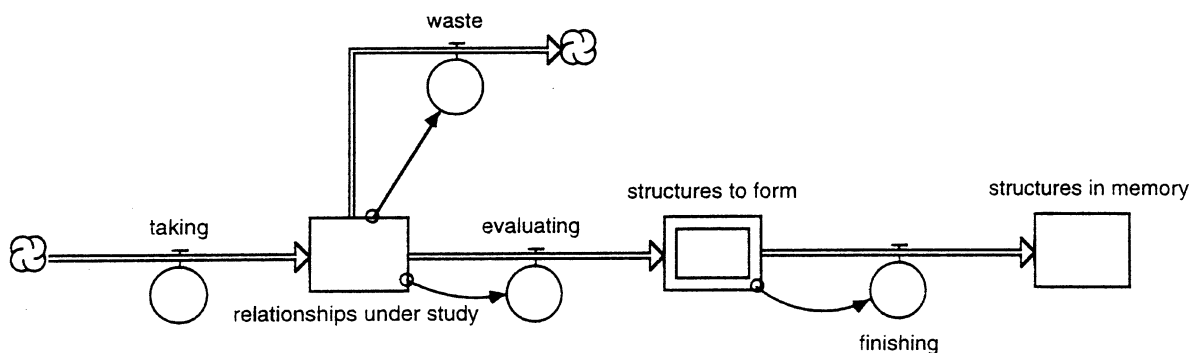 waste
structures to form
structures in memory
taking
evaluating
relationships under study
finishing